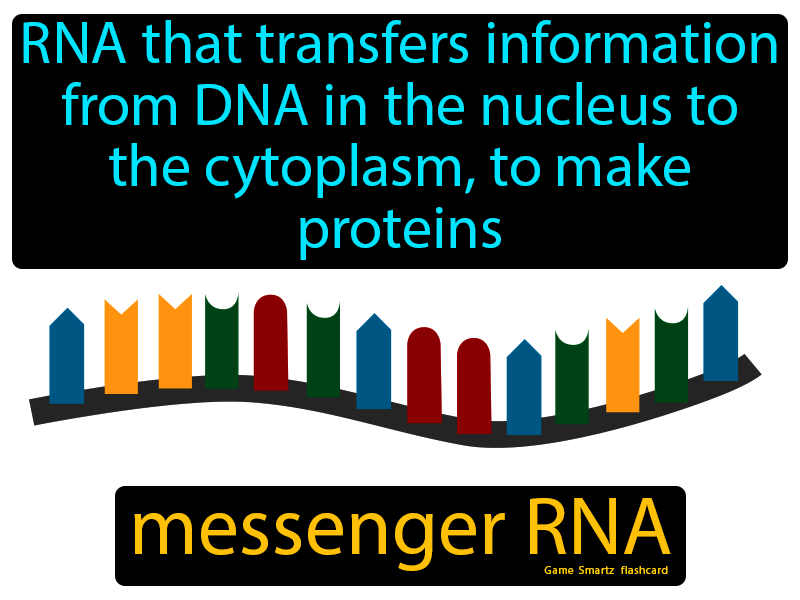 RNA that transfers information
from DNA in the nucleus to
the cytoplasm, to make
proteins
messenger RNA
Game Smartz flashcard